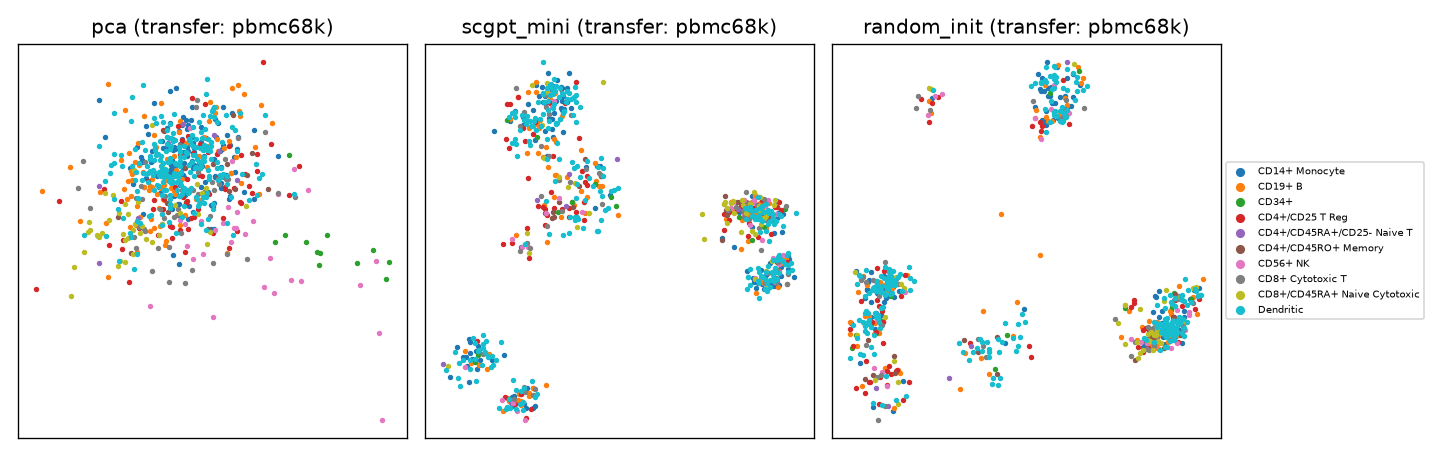 pca (transfer: pbmc68k)
scgpt_mini (transfer: pbmc68k)
random_init (transfer: pbmc68k)
CD14+ Monocyte
CD19+ B
CD34+
CD4+/CD25 T Reg
CD4+/CD45RA+/CD25- Naive T
CD4+/CD45RO+ Memory
CD56+ NK
CD8+ Cytotoxic T
CD8+/CD45RA+ Naive Cytotoxic
Dendritic